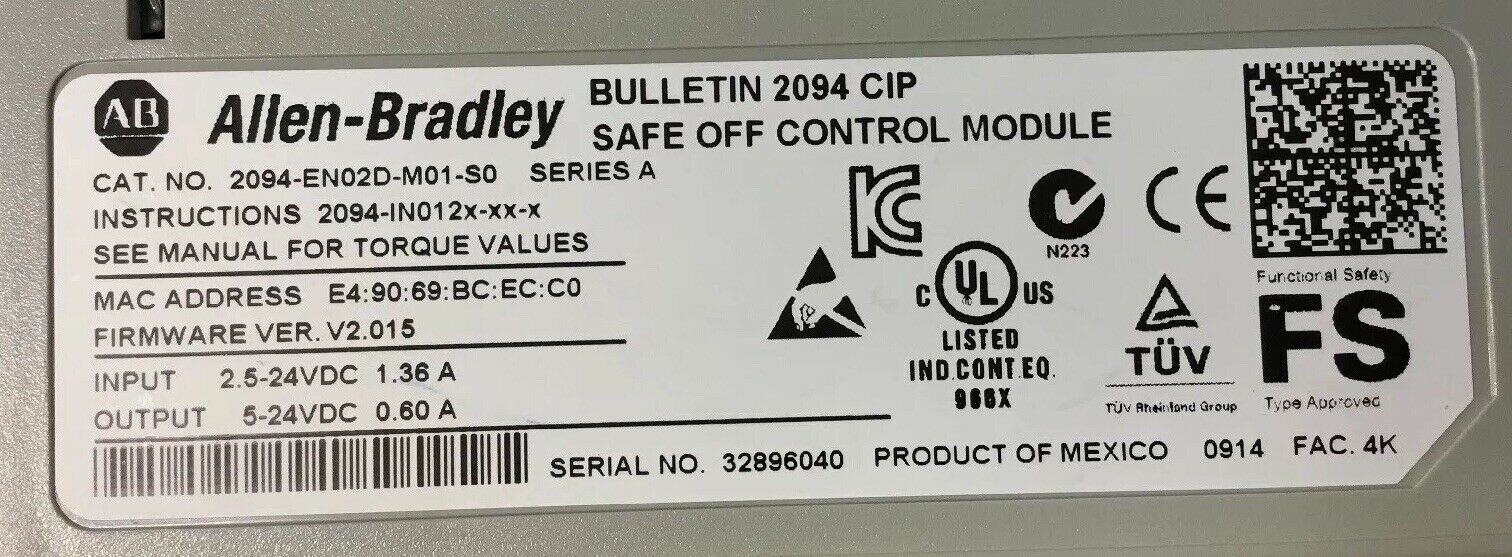 AB Allen-Bradley
BULLETIN 2094 CIP
SAFE OFF CONTROL MODULE
CAT. NO. 2094-EN02D-M01-S0 SERIES A
INSTRUCTIONS 2094-IN012x-xx-x
SEE MANUAL FOR TORQUE VALUES
MAC ADDRESS E4:90:69:BC:EC:C0
FIRMWARE VER. V2.015
INPUT 2.5-24VDC 1.36 A
OUTPUT 5-24VDC 0.60 A
SERIAL NO. 32896040 PRODUCT OF MEXICO 0914 FAC. 4K
KC
N223
CE
C UL US
LISTED
IND.CONT.EQ.
966X
TÜV
TÜV Rheinland Group
Functional Safety
FS
Type Approved